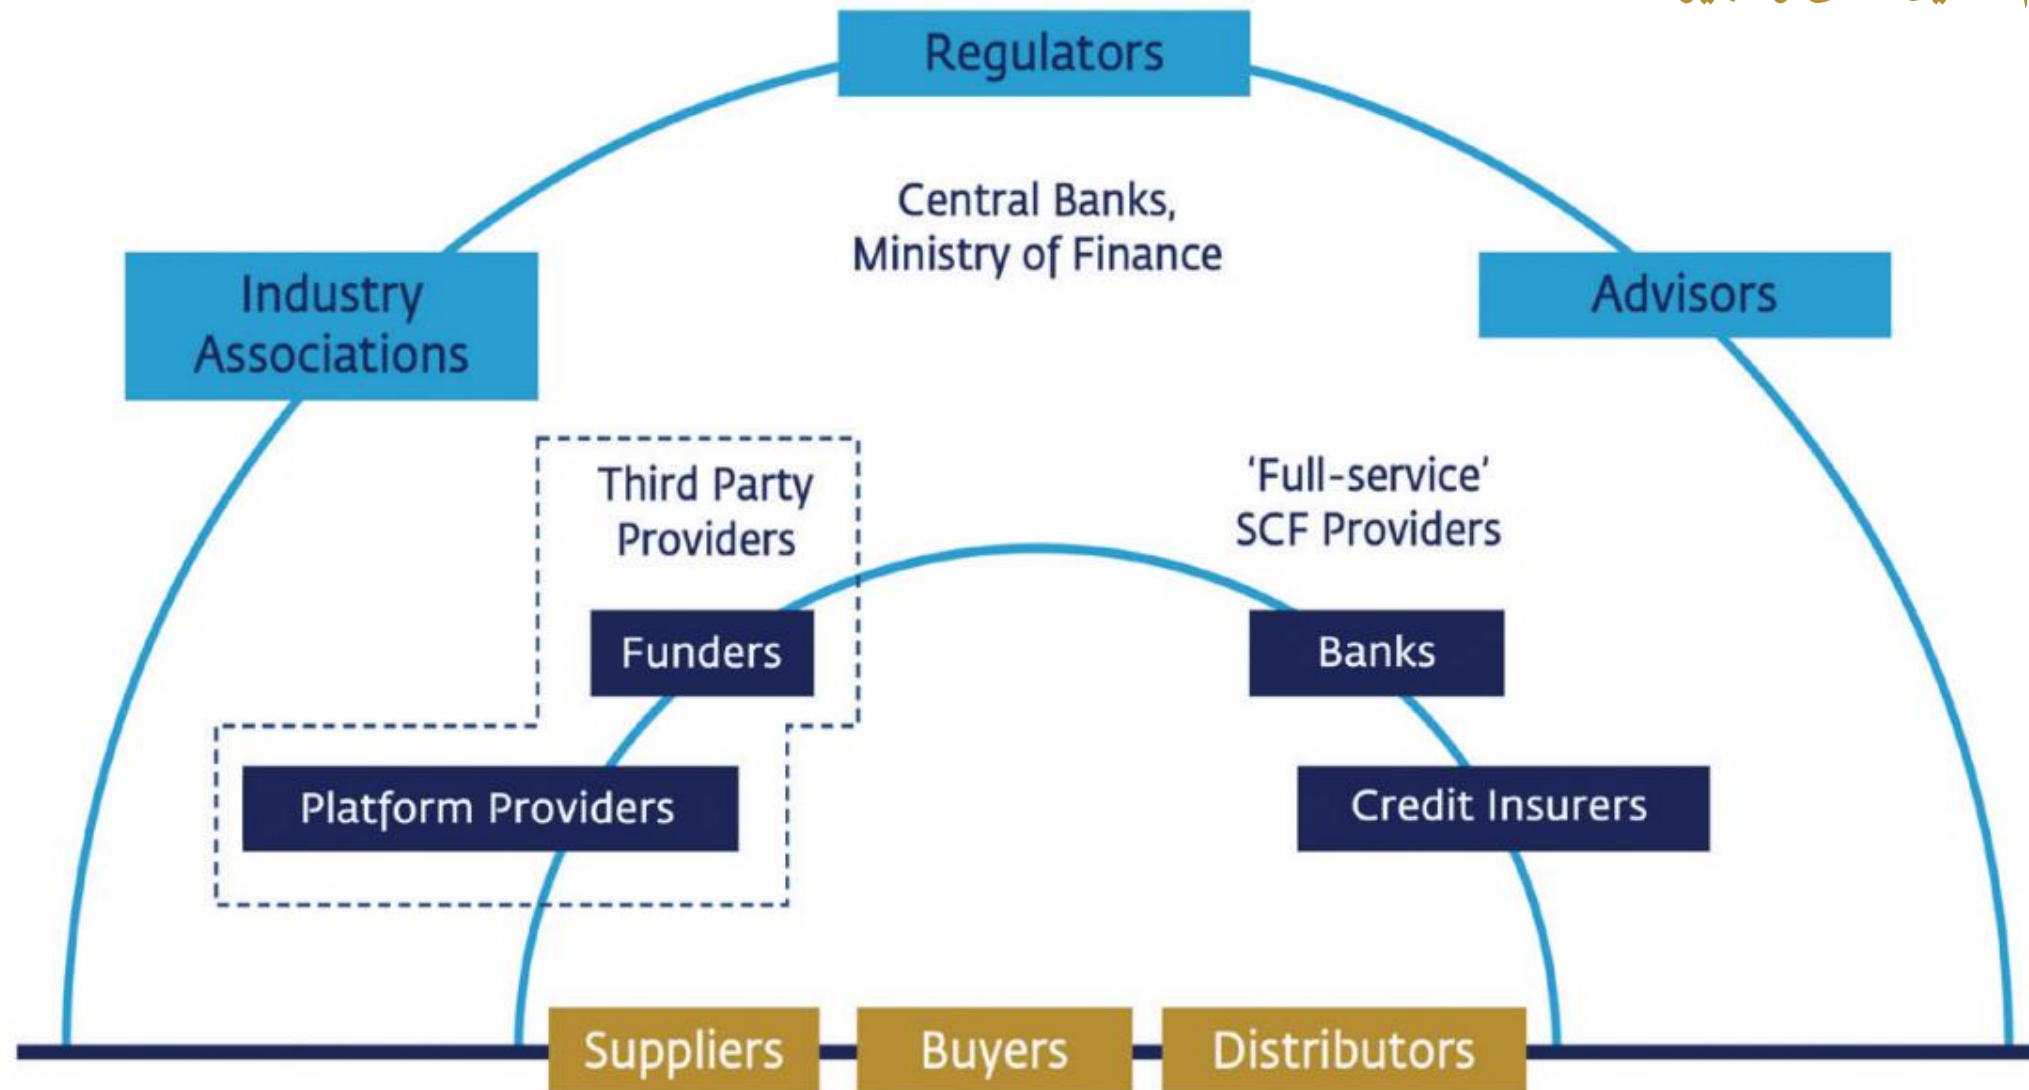 Regulators
Central Banks,
Ministry of Finance
Industry
Associations
Advisors
Third Party
Providers
'Full-service'
SCF Providers
Funders
Banks
Platform Providers
Credit Insurers
Suppliers
Buyers
Distributors